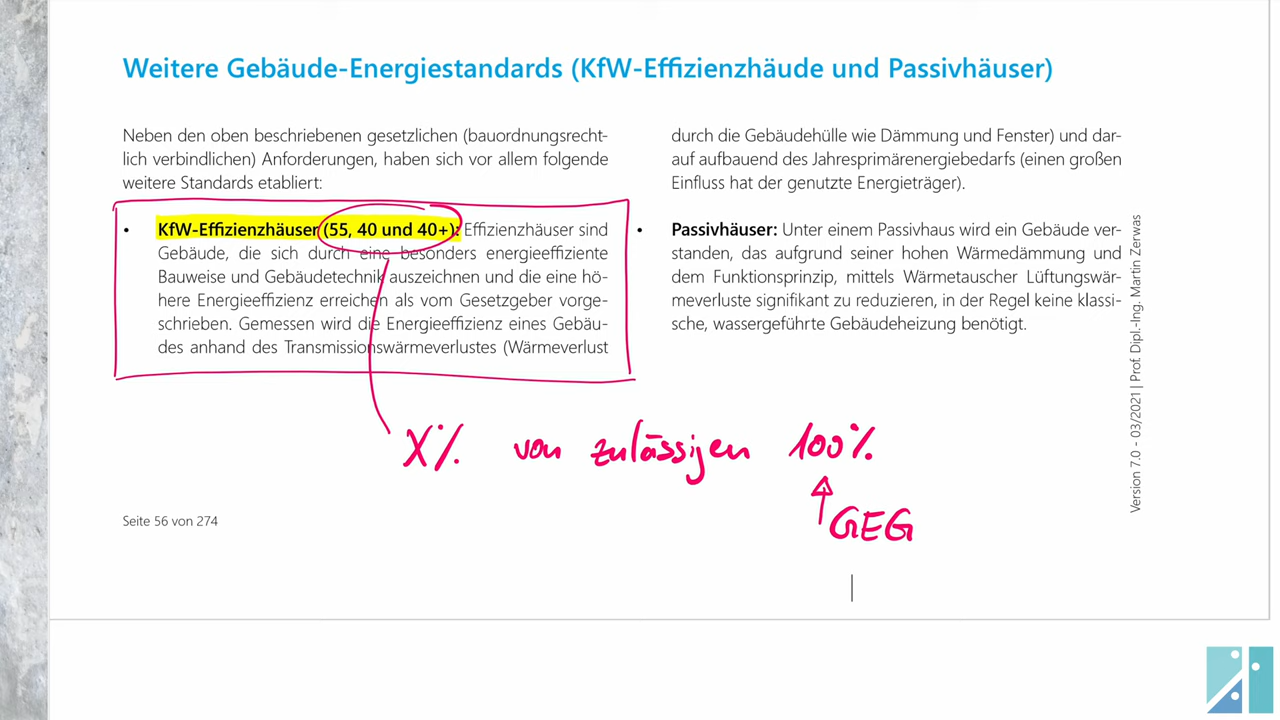 Weitere Gebäude-Energiestandards (KfW-Effizienzhäude und Passivhäuser)
Neben den oben beschriebenen gesetzlichen (bauordnungsrecht-
lich verbindlichen) Anforderungen, haben sich vor allem folgende
weitere Standards etabliert:
• KfW-Effizienzhäuser (55, 40 und 40+): Effizienzhäuser sind
Gebäude, die sich durch eine besonders energieeffiziente
Bauweise und Gebäudetechnik auszeichnen und die eine hö-
here Energieeffizienz erreichen als vom Gesetzgeber vorge-
schrieben. Gemessen wird die Energieeffizienz eines Gebäu-
des anhand des Transmissionswärmeverlustes (Wärmeverlust
durch die Gebäudehülle wie Dämmung und Fenster) und dar-
auf aufbauend des Jahresprimärenergiebedarfs (einen großen
Einfluss hat der genutzte Energieträger).
• Passivhäuser: Unter einem Passivhaus wird ein Gebäude ver-
standen, das aufgrund seiner hohen Wärmedämmung und
dem Funktionsprinzip, mittels Wärmetauscher Lüftungswär-
meverluste signifikant zu reduzieren, in der Regel keine klassi-
sche, wassergeführte Gebäudeheizung benötigt.
X% von zulässigen 100%
GEG
Seite 56 von 274
Version 7.0 - 03/2021 | Prof. Dipl.-Ing. Martin Zerwas